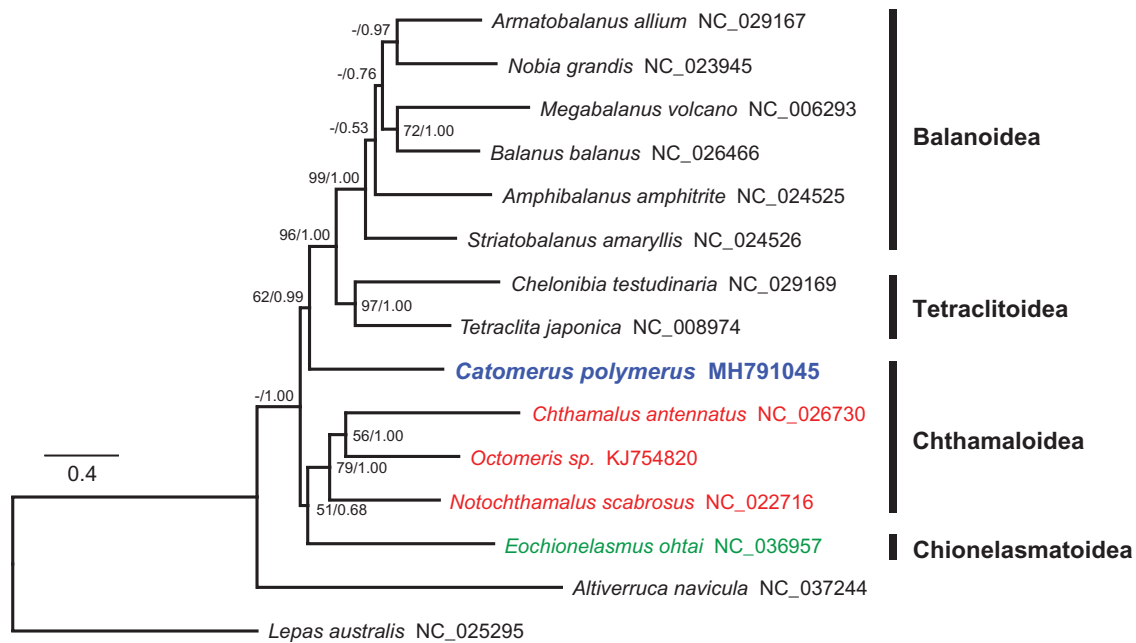 Armatobalanus allium NC_029167
-/0.97
Nobia grandis NC_023945
-/0.76
Megabalanus volcano NC_006293
-/0.53
72/1.00
Balanoidea
Balanus balanus NC_026466
99/1.00
Amphibalanus amphitrite NC_024525
96/1.00
Striatobalanus amaryllis NC_024526
62/0.99
Chelonibia testudinaria NC_029169
97/1.00
Tetraclitoidea
Tetraclita japonica NC_008974
Catomerus polymerus MH791045
-/1.00
Chthamalus antennatus NC_026730
56/1.00
Chthamaloidea
Octomeris sp. KJ754820
0.4
79/1.00
Notochthamalus scabrosus NC_022716
51/0.68
Eochionelasmus ohtai NC_036957
Chionelasmatoidea
Altiverruca navicula NC_037244
Lepas australis NC_025295